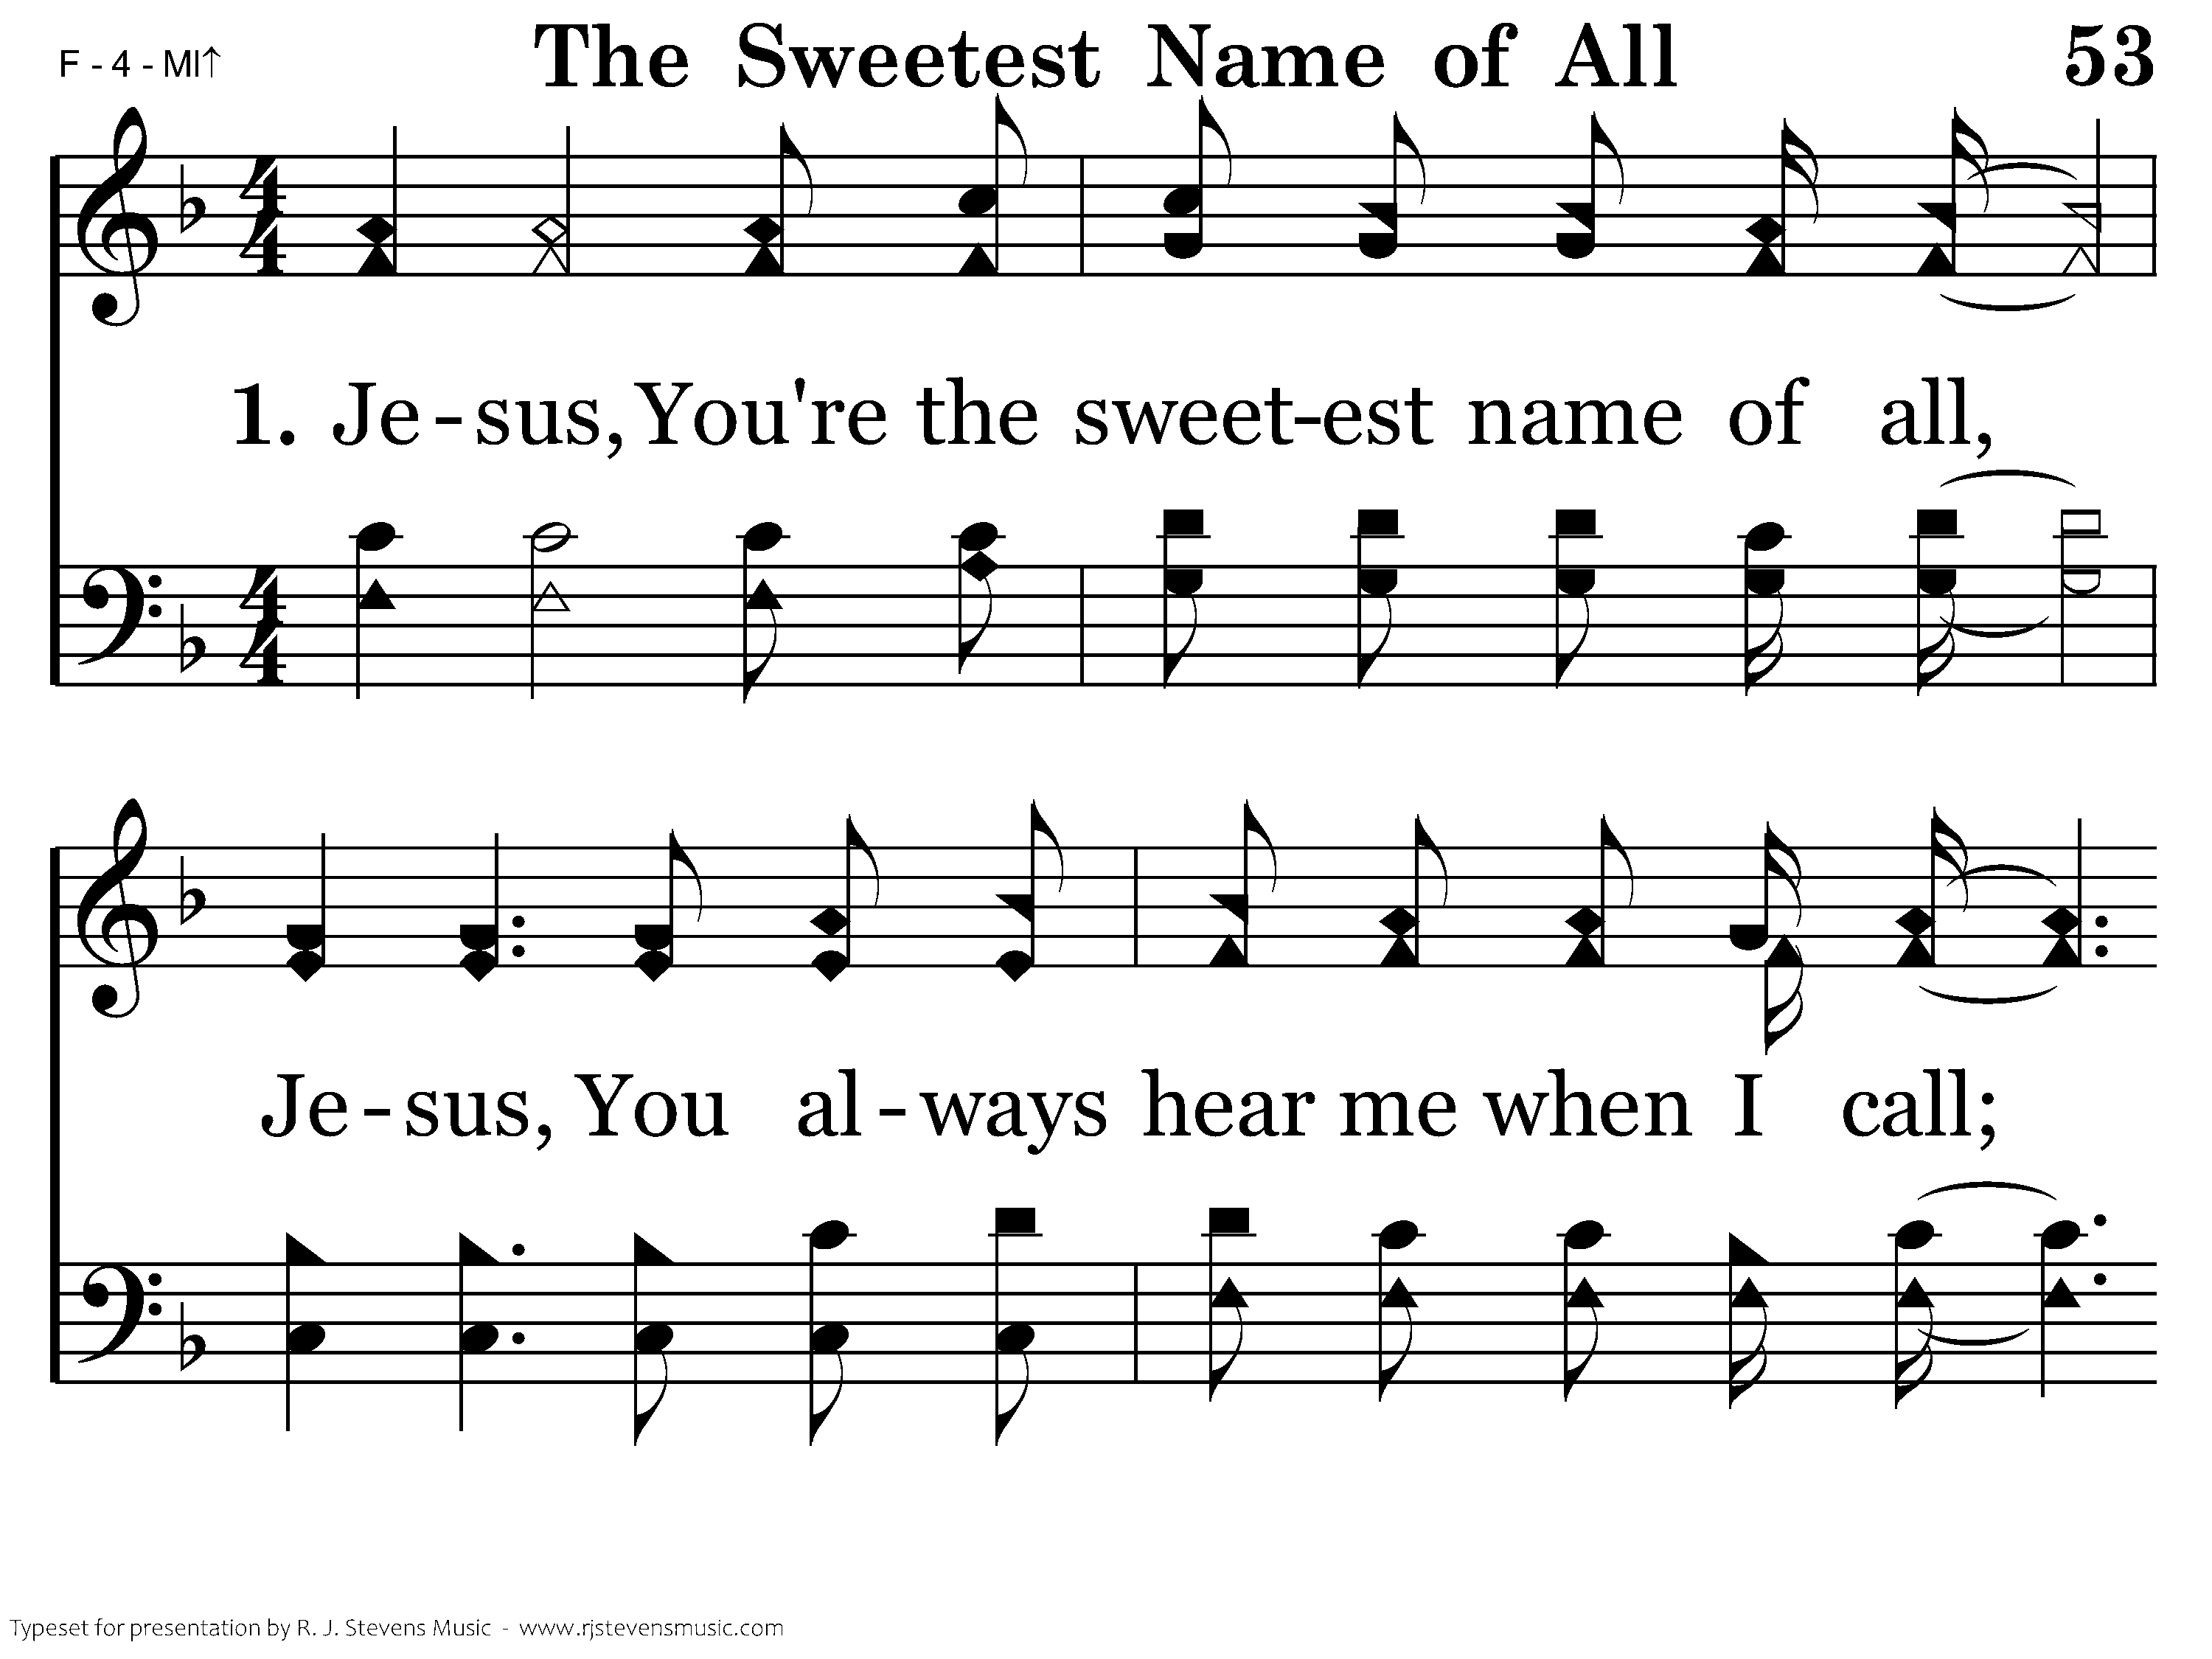 F - 4 - MI↑ The Sweetest Name of All 53
1. Je - sus, You're the sweet-est name of all,
Je - sus, You al - ways hear me when I call;
Typeset for presentation by R. J. Stevens Music - www.rjstevensmusic.com